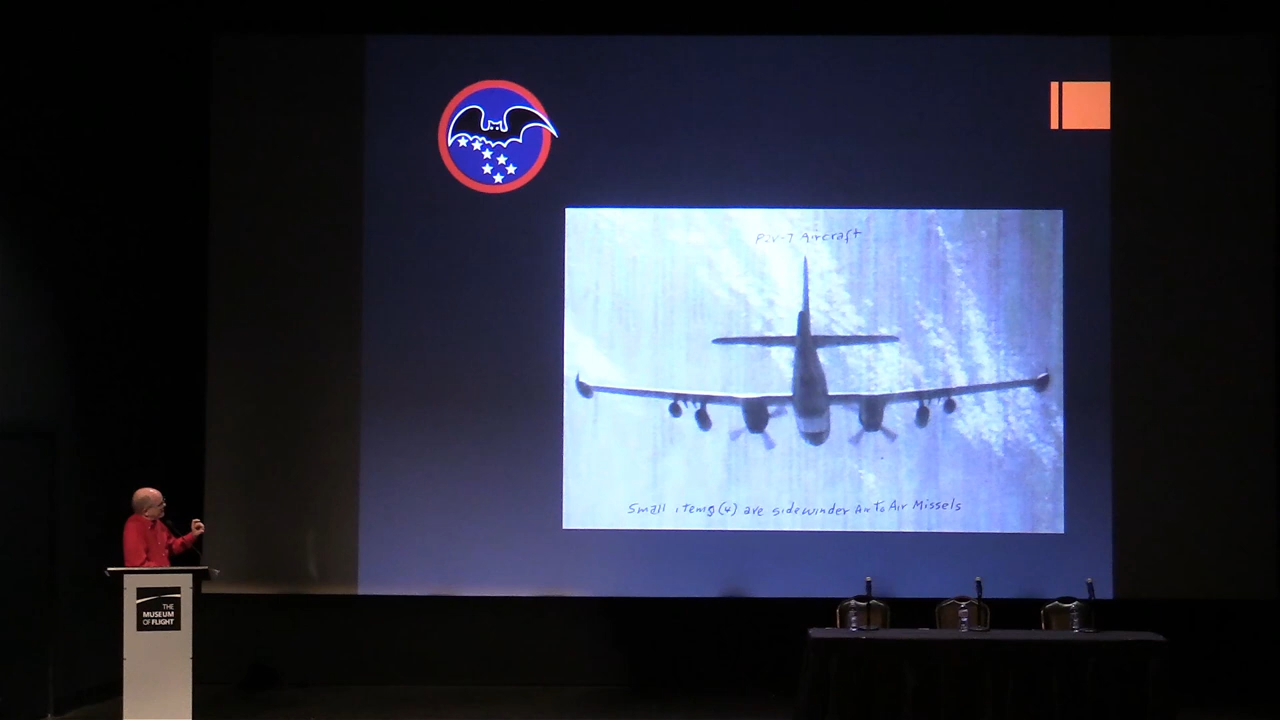 P2V-7 Aircraft
Small items(4) are sidewinder Air To Air Missels
THE
MUSEUM
OF FLIGHT